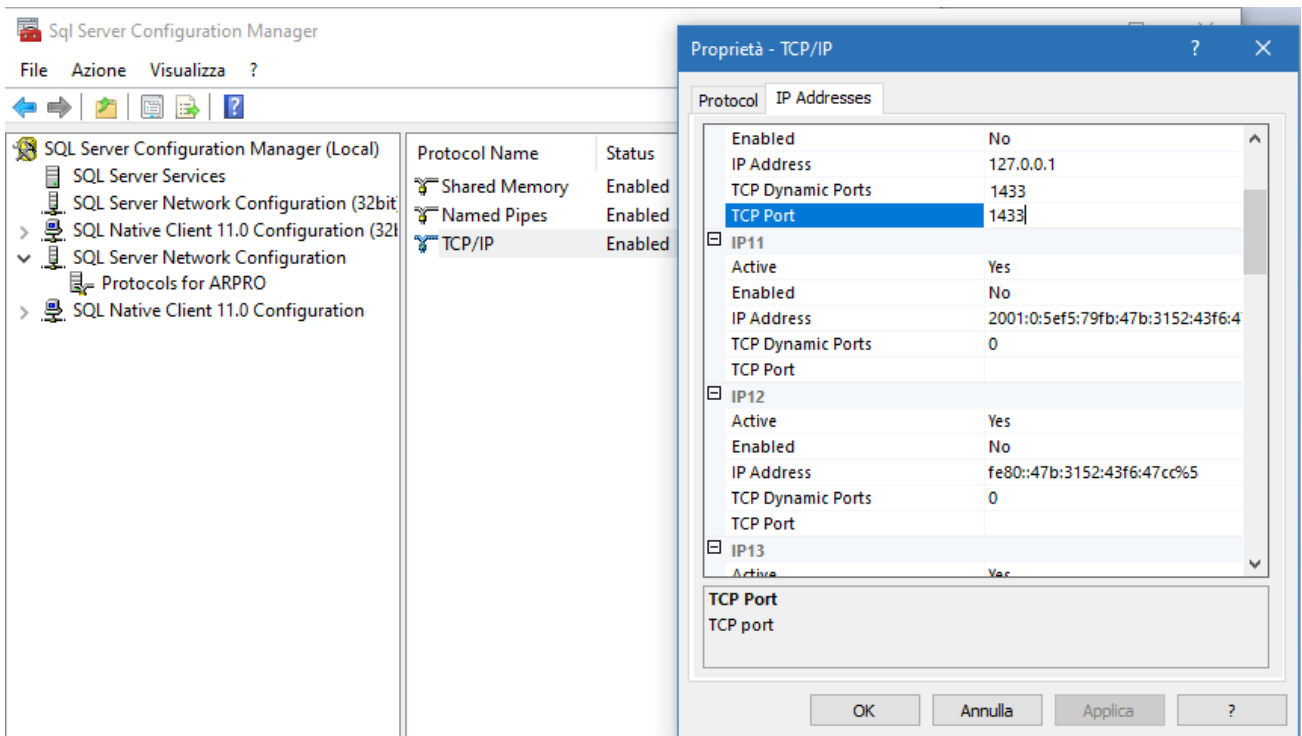 Sql Server Configuration Manager
File Azione Visualizza ?
SQL Server Configuration Manager (Local)
SQL Server Services
SQL Server Network Configuration (32bit
SQL Native Client 11.0 Configuration (32b
SQL Server Network Configuration
Protocols for ARPRO
SQL Native Client 11.0 Configuration
Protocol Name Status
Shared Memory Enabled
Named Pipes Enabled
TCP/IP Enabled
Proprietà - TCP/IP ?
Protocol IP Addresses
Enabled No
IP Address 127.0.0.1
TCP Dynamic Ports 1433
TCP Port 1433
IP11
Active Yes
Enabled No
IP Address 2001:0:5ef5:79fb:47b:3152:43f6:4
TCP Dynamic Ports 0
TCP Port
IP12
Active Yes
Enabled No
IP Address fe80::47b:3152:43f6:47cc%5
TCP Dynamic Ports 0
TCP Port
IP13
Active Yes
TCP Port
TCP port
OK Annulla Applica ?